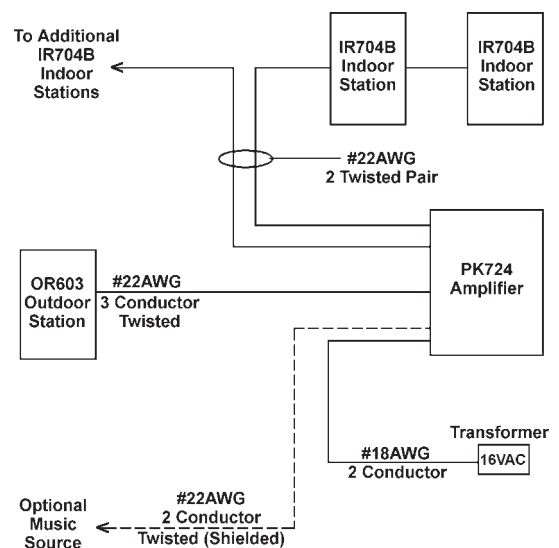 To Additional
IR704B
Indoor
Stations
IR704B
Indoor
Station
IR704B
Indoor
Station
#22AWG
2 Twisted Pair
PK724
Amplifier
OR603
Outdoor
Station
#22AWG
3 Conductor
Twisted
Transformer
16VAC
#18AWG
2 Conductor
Optional
Music
Source
#22AWG
2 Conductor
Twisted (Shielded)